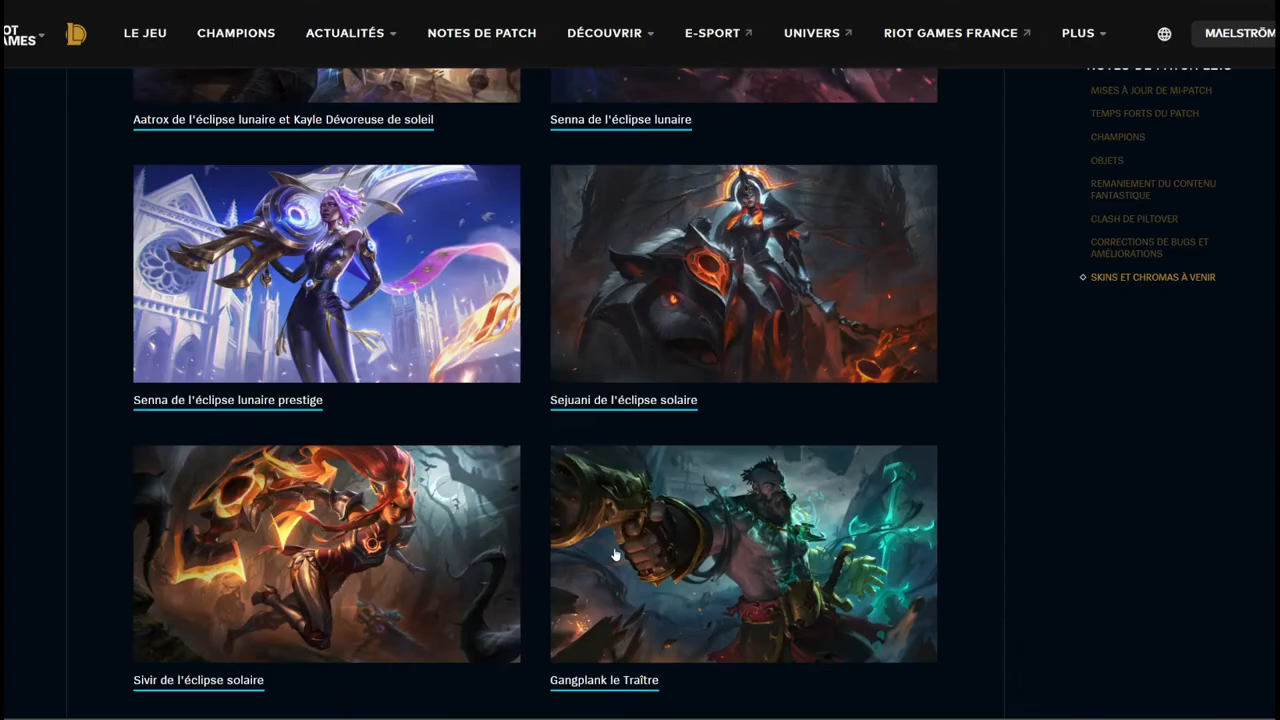 LE JEU
CHAMPIONS
ACTUALITÉS
NOTES DE PATCH
DÉCOUVRIR
E-SPORT
UNIVERS
RIOT GAMES FRANCE
PLUS
MAELSTRÖM
Aatrox de l'éclipse lunaire et Kayle Dévoreuse de soleil
Senna de l'éclipse lunaire
Senna de l'éclipse lunaire prestige
Sejuani de l'éclipse solaire
Sivir de l'éclipse solaire
Gangplank le Traître
MISES À JOUR DE MI-PATCH
TEMPS FORTS DU PATCH
CHAMPIONS
OBJETS
REMANIEMENT DU CONTENU
FANTASTIQUE
CLASH DE PILTOVER
CORRECTIONS DE BUGS ET
AMÉLIORATIONS
SKINS ET CHROMAS À VENIR